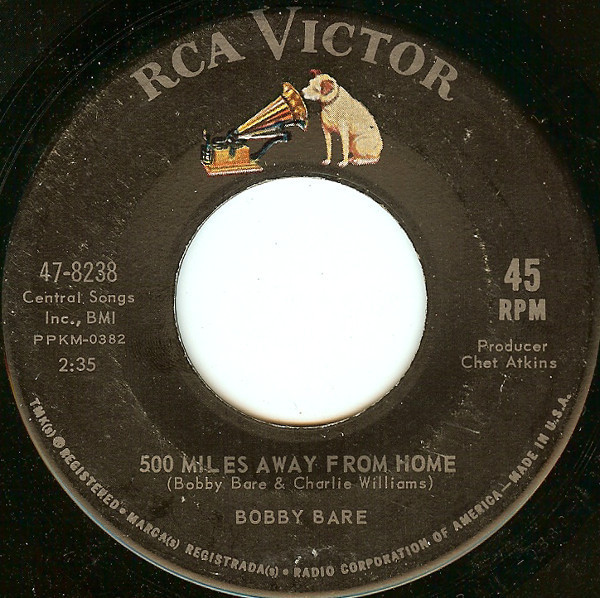 RCA VICTOR
47-8238
Central Songs
Inc., BMI
PPKM-0382
2:35
45
RPM
Producer
Chet Atkins
500 MILES AWAY FROM HOME
(Bobby Bare & Charlie Williams)
BOBBY BARE
TMK(s) ® REGISTERED • MARCA(s) REGISTRADA(s) • RADIO CORPORATION OF AMERICA—MADE IN U.S.A.